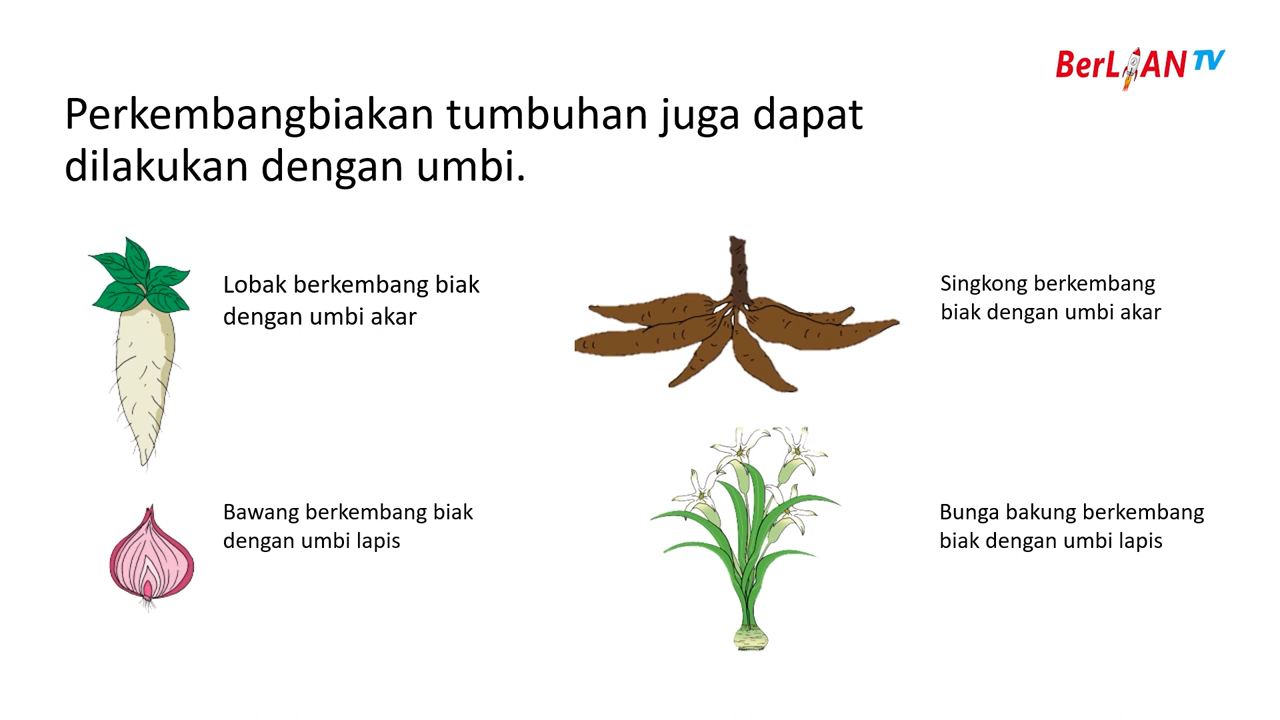 BerLiAN TV
Perkembangbiakan tumbuhan juga dapat
dilakukan dengan umbi.
Lobak berkembang biak
dengan umbi akar
Singkong berkembang
biak dengan umbi akar
Bawang berkembang biak
dengan umbi lapis
Bunga bakung berkembang
biak dengan umbi lapis